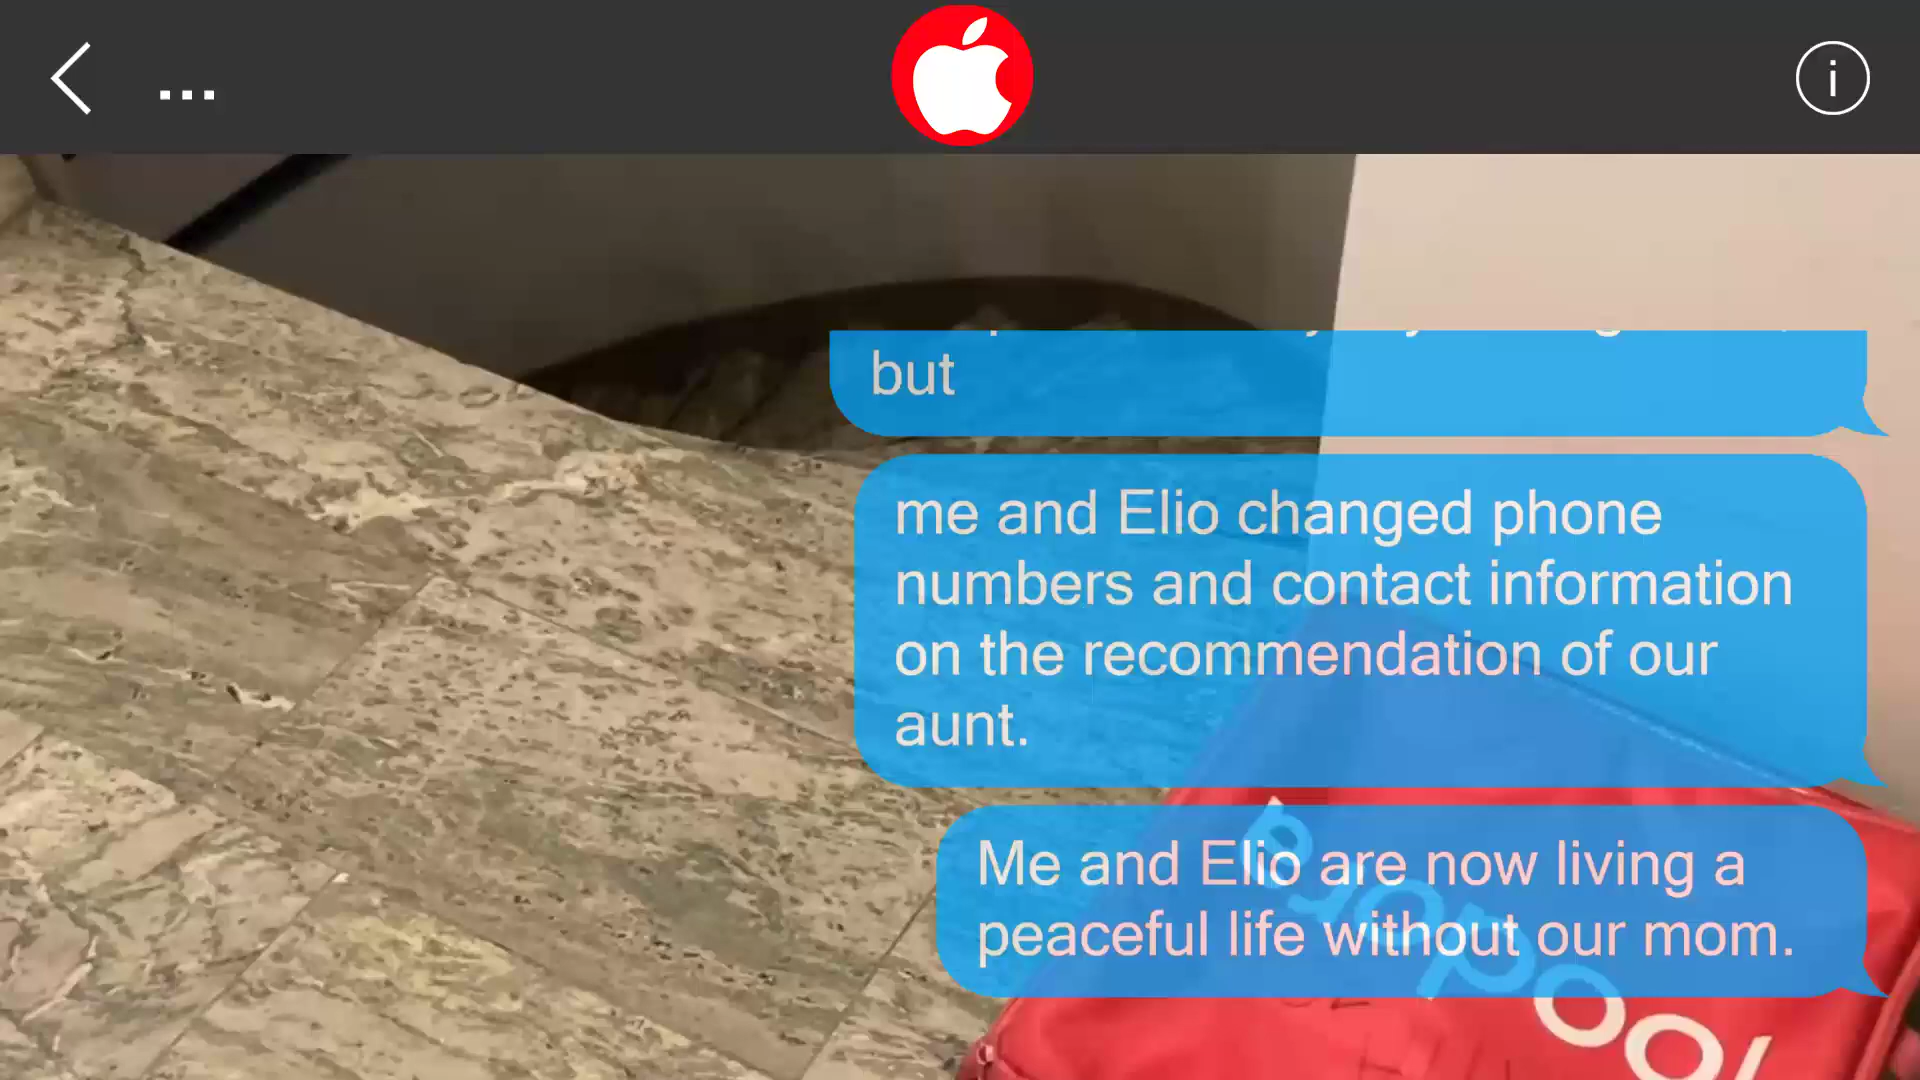 ...
but
me and Elio changed phone
numbers and contact information
on the recommendation of our
aunt.
Me and Elio are now living a
peaceful life without our mom.